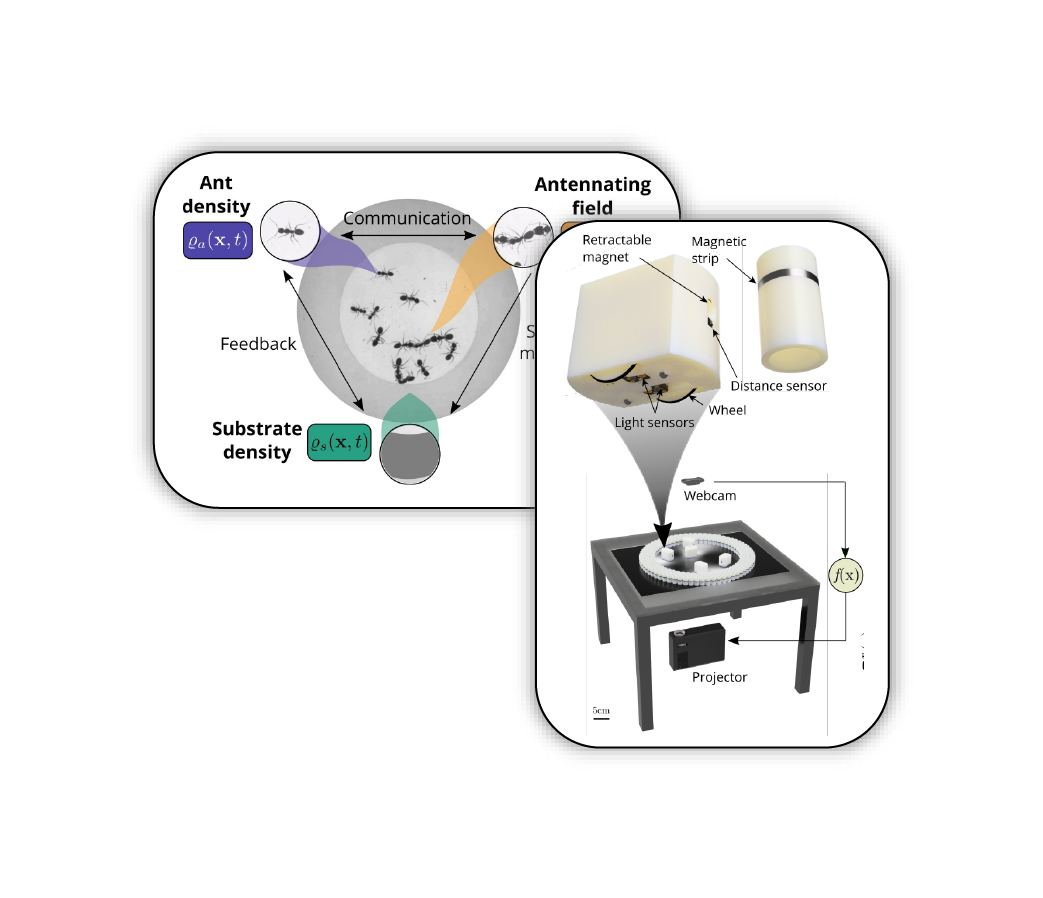 Ant
density
ϱₐ(x, t)
Communication
Antennating
field
Feedback
Substrate
density
ϱₛ(x, t)
Retractable
magnet
Magnetic
strip
Distance sensor
Wheel
Light sensors
Webcam
f(x)
Projector
5cm